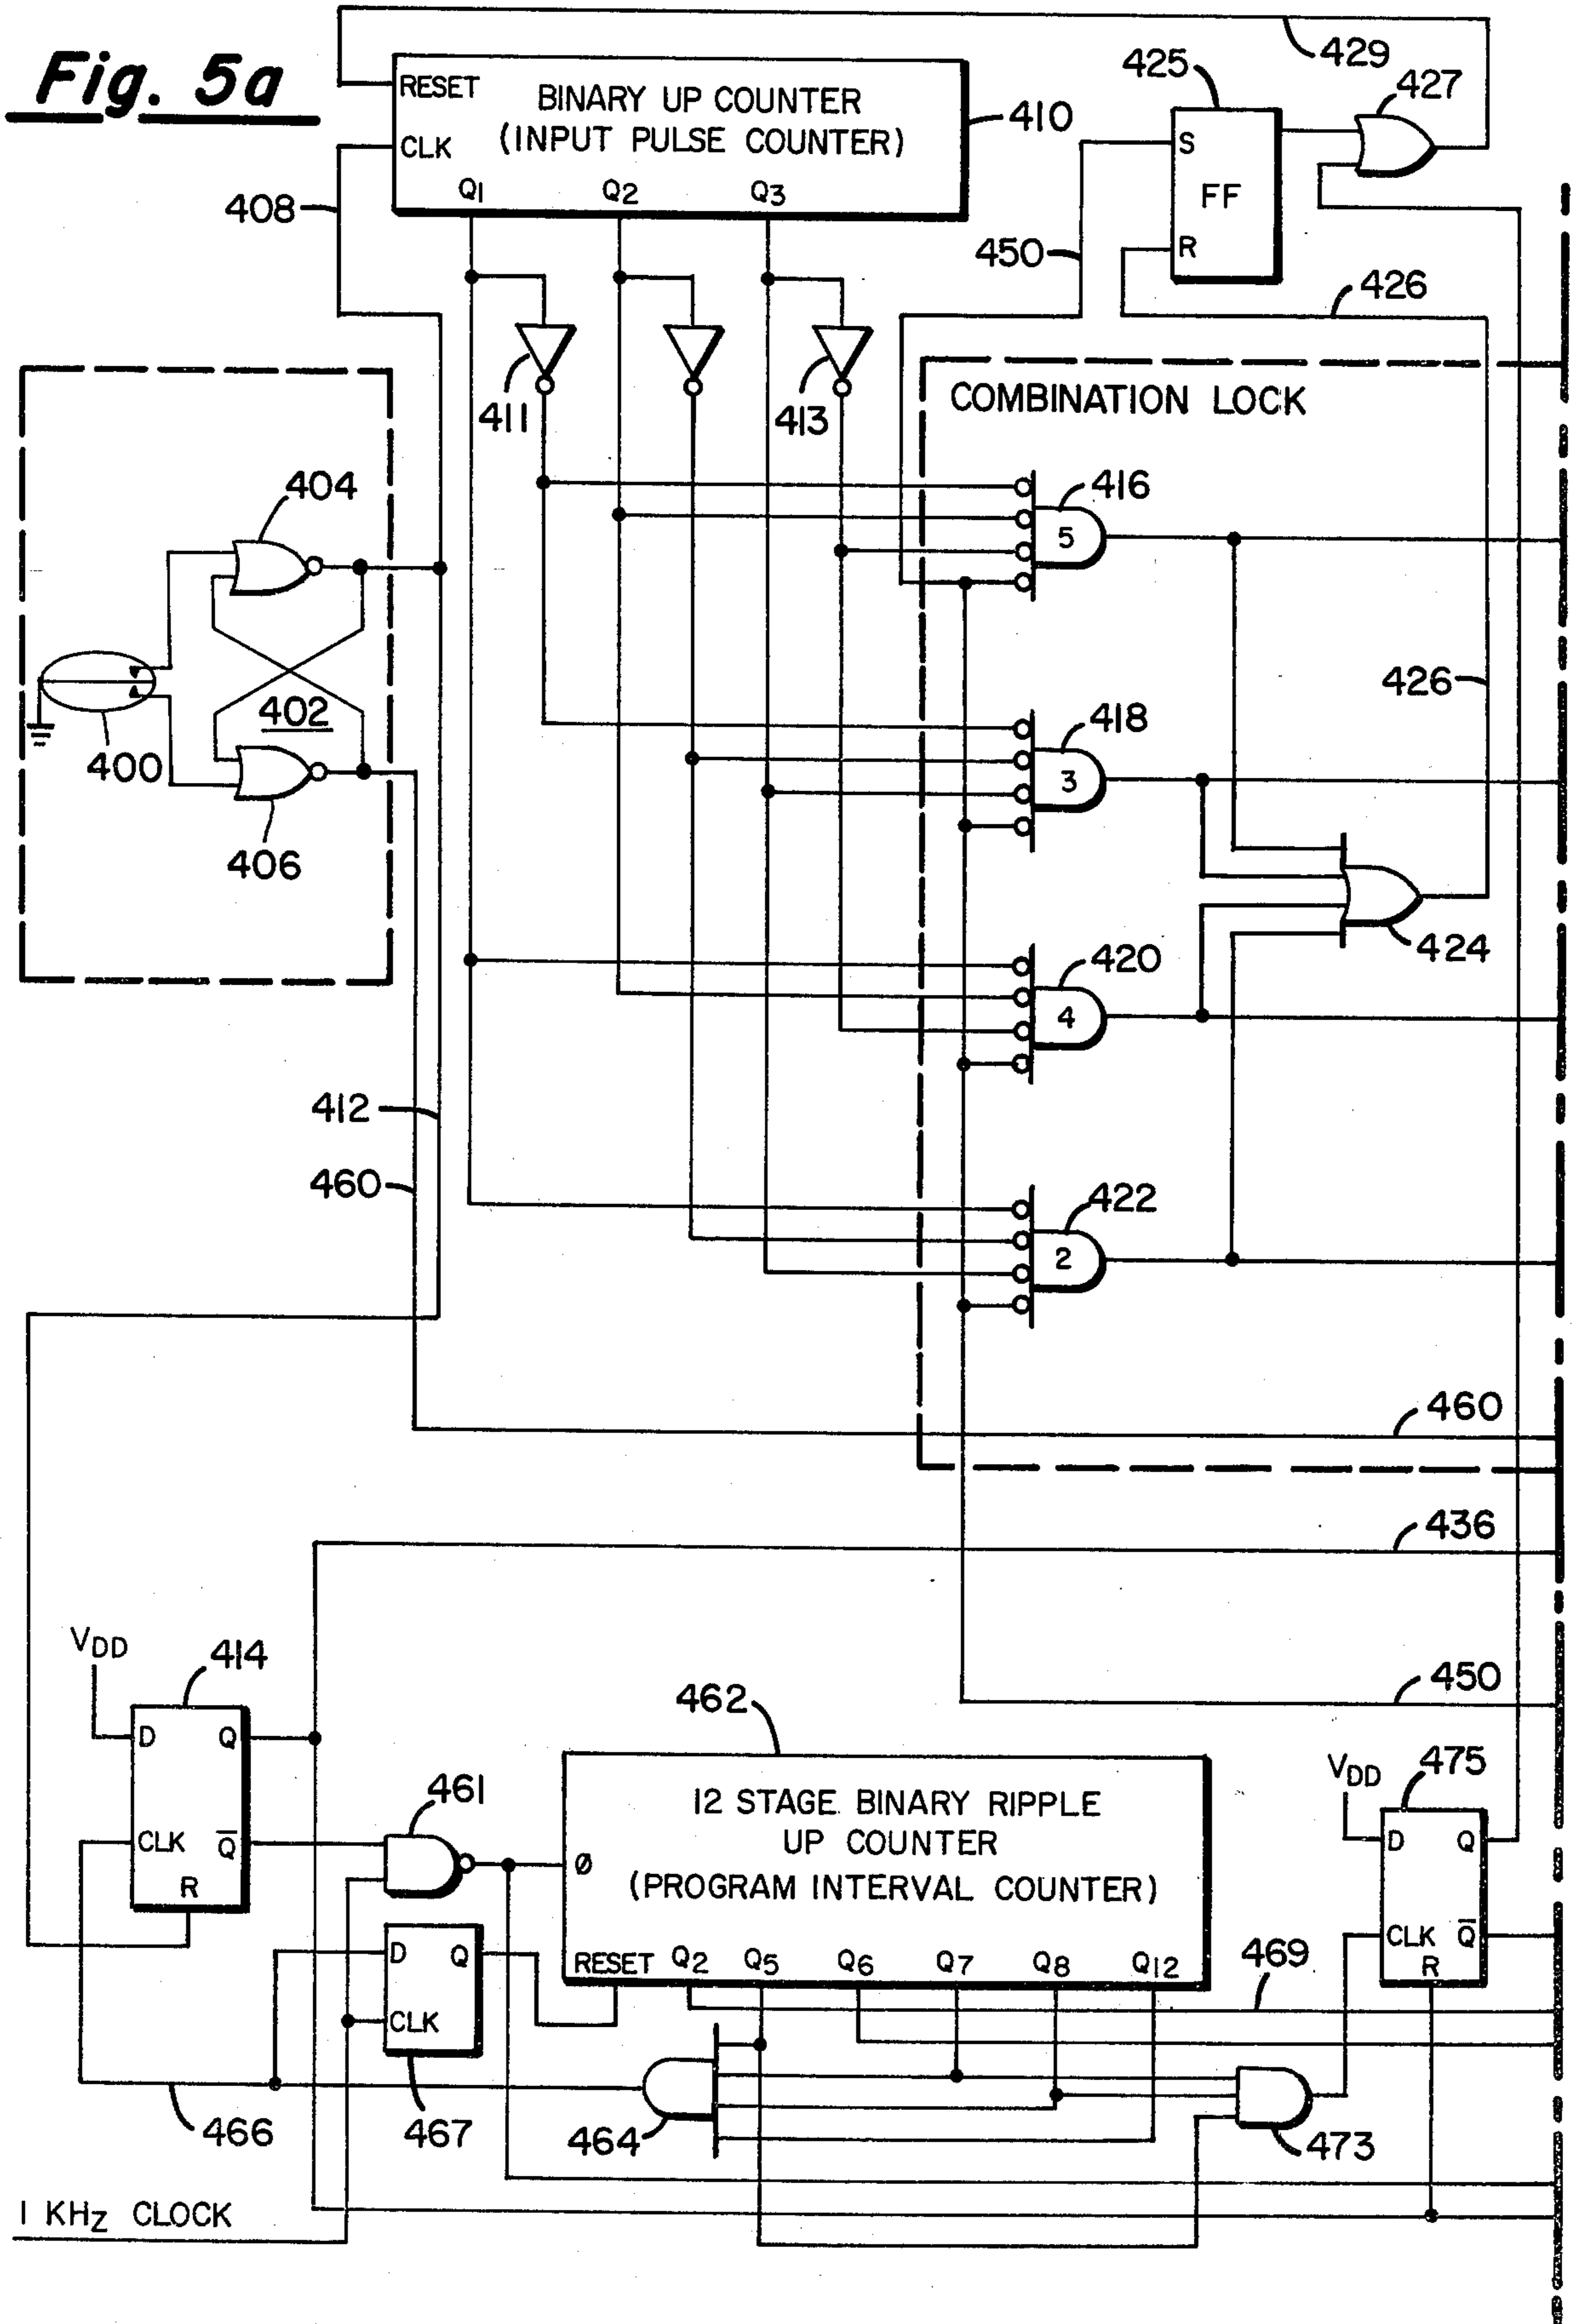 Fig. 5a
429
425
427
RESET
BINARY UP COUNTER
(INPUT PULSE COUNTER)
410
CLK
S
Q1 Q2 Q3
FF
408
450
R
426
411
413
COMBINATION LOCK
404
416
5
426
402
418
400
3
406
420
424
4
412
460
422
2
460
436
VDD
414
450
462
D Q
VDD
475
461
12 STAGE BINARY RIPPLE
UP COUNTER
(PROGRAM INTERVAL COUNTER)
CLK Q̅
Ø
D Q
R
D Q
CLK Q̅
RESET Q2 Q5 Q6 Q7 Q8 Q12
469
R
CLK
466
467
464
473
1 KHz CLOCK